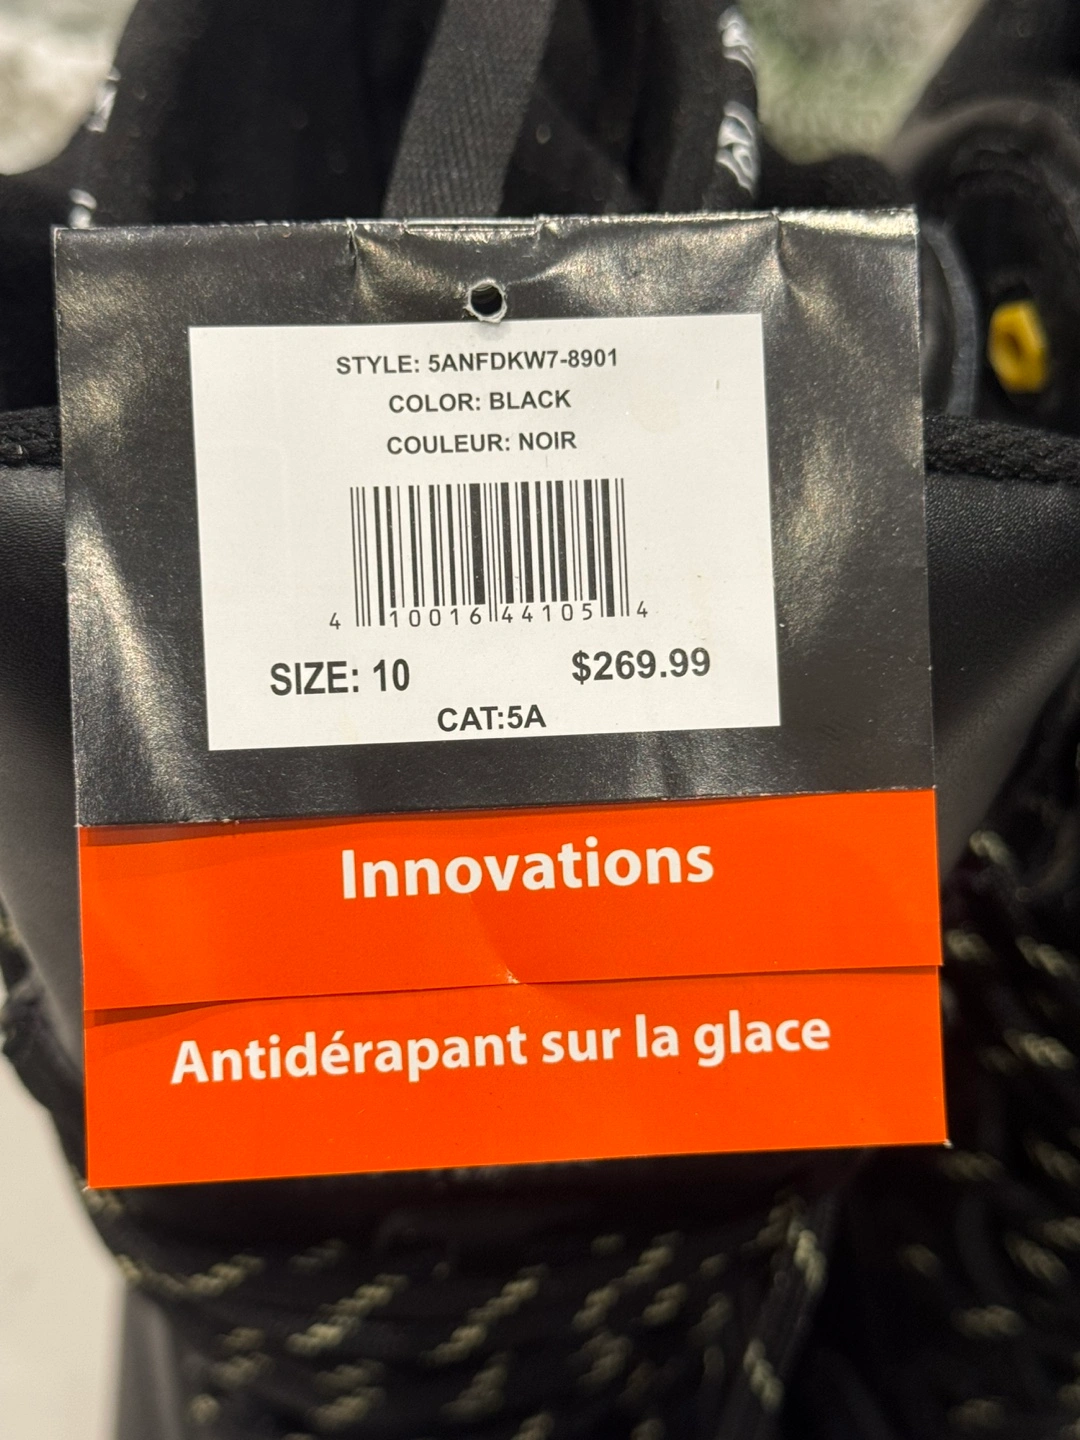 STYLE: 5ANFDKW7-8901
COLOR: BLACK
COULEUR: NOIR
4 10016 44105 4
SIZE: 10 $269.99
CAT:5A
Innovations
Antidérapant sur la glace